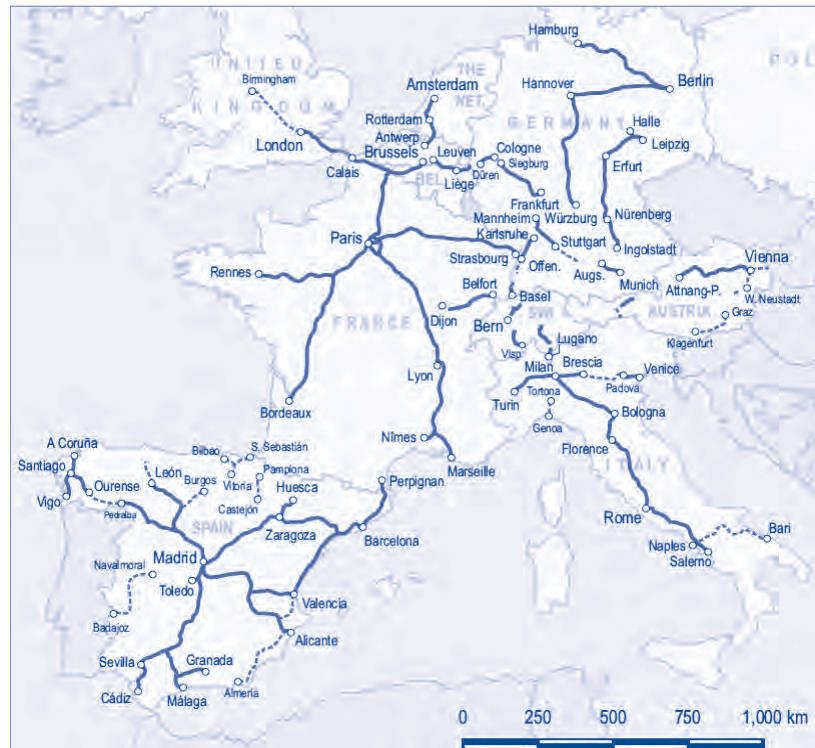 Hamburg
UNITED
KINGDOM
Birmingham
THE
NET.
Amsterdam
Hannover
Berlin
POL
Rotterdam
GERMANY
Halle
Leipzig
London
Antwerp
Brussels
Leuven
Cologne
Siegburg
Erfurt
Calais
BEL
Liège
Düren
Frankfurt
Mannheim
Würzburg
Nürenberg
Paris
Karlsruhe
Strasbourg
Stuttgart
Ingolstadt
Offen.
Augs.
Munich
Attnang-P.
Vienna
W. Neustadt
Rennes
Belfort
Basel
Dijon
FRANCE
Bern
SWI
AUSTRIA
Graz
Klagenfurt
Visp
Lugano
Milan
Brescia
Venice
Padova
Lyon
Turin
Tortona
Genoa
Bologna
Bordeaux
Florence
Nîmes
Marseille
ITALY
A Coruña
Santiago
Ourense
Vigo
Pedralba
León
Burgos
Bilbao
S. Sebastián
Vitoria
Pamplona
Castejón
Huesca
Perpignan
SPAIN
Zaragoza
Barcelona
Rome
Bari
Naples
Salerno
Madrid
Navalmoral
Toledo
Valencia
Badajoz
Alicante
Sevilla
Granada
Cádiz
Málaga
Almería
0 250 500 750 1,000 km